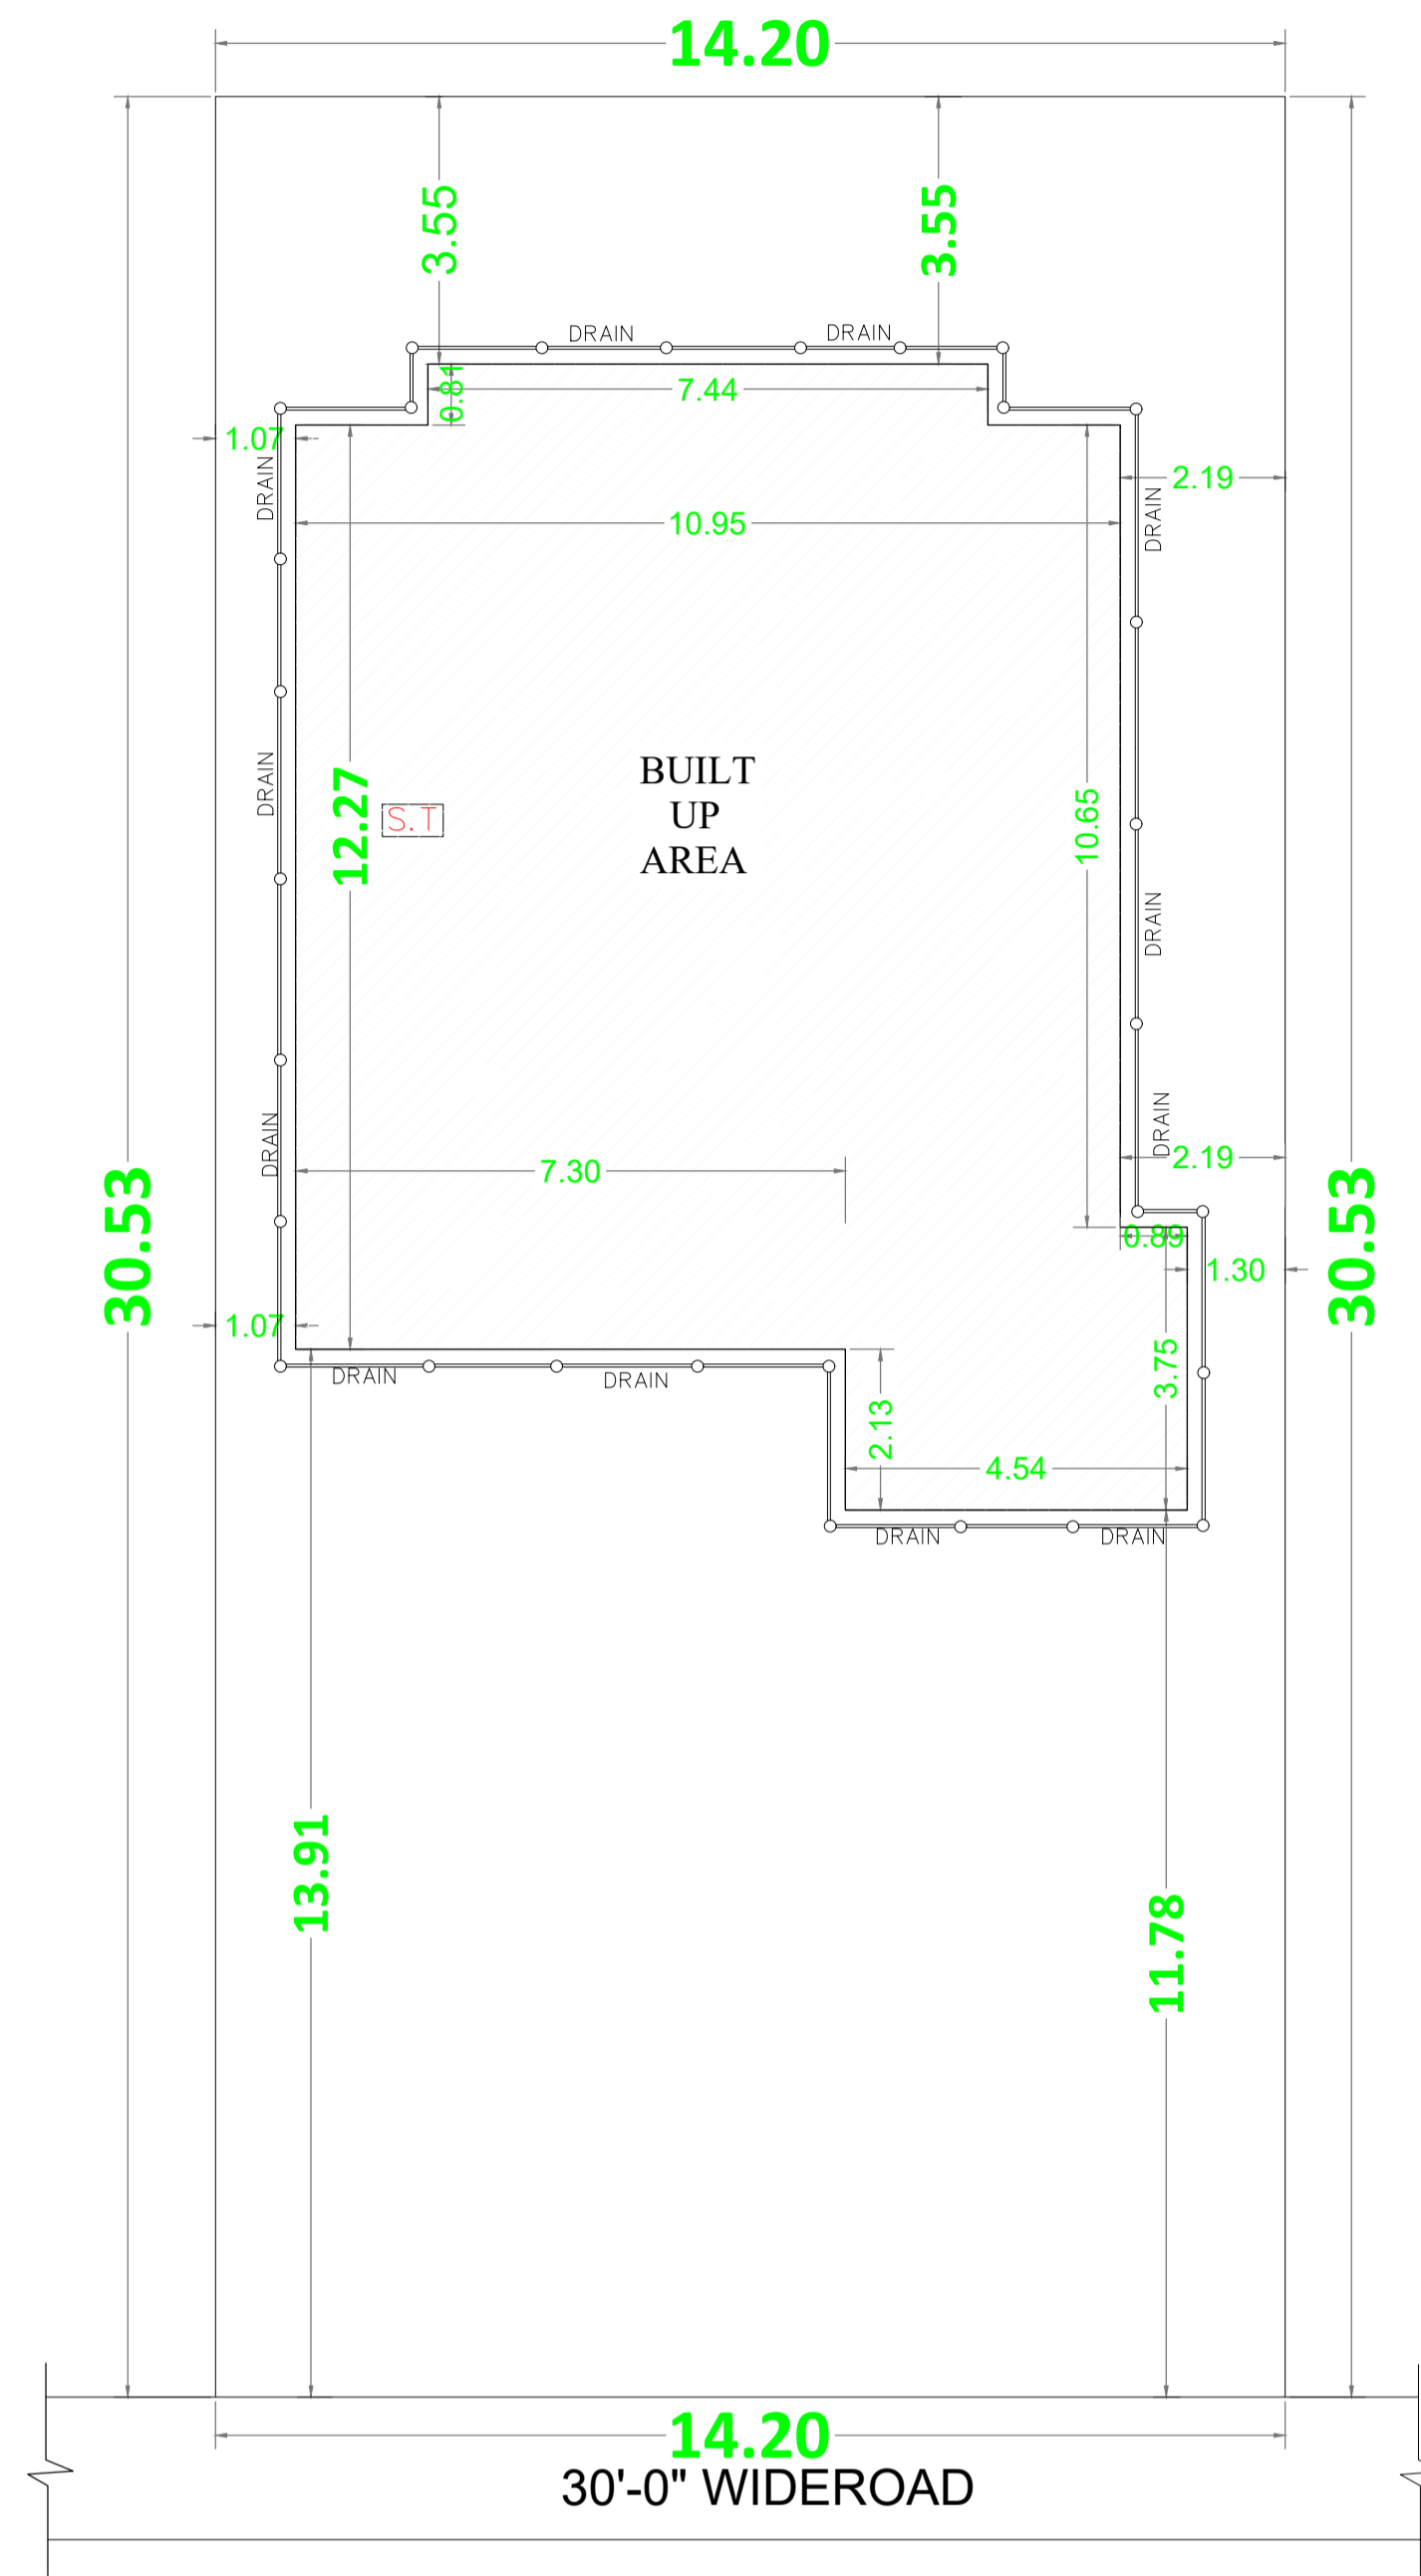 14.20
3.55
3.55
DRAIN
DRAIN
0.81
7.44
1.07
2.19
DRAIN
DRAIN
10.95
BUILT
UP
AREA
DRAIN
12.27
S.T
10.65
DRAIN
DRAIN
DRAIN
7.30
2.19
30.53
30.53
0.89
1.30
1.07
DRAIN
DRAIN
3.75
2.13
4.54
DRAIN
DRAIN
13.91
11.78
14.20
30'-0" WIDEROAD